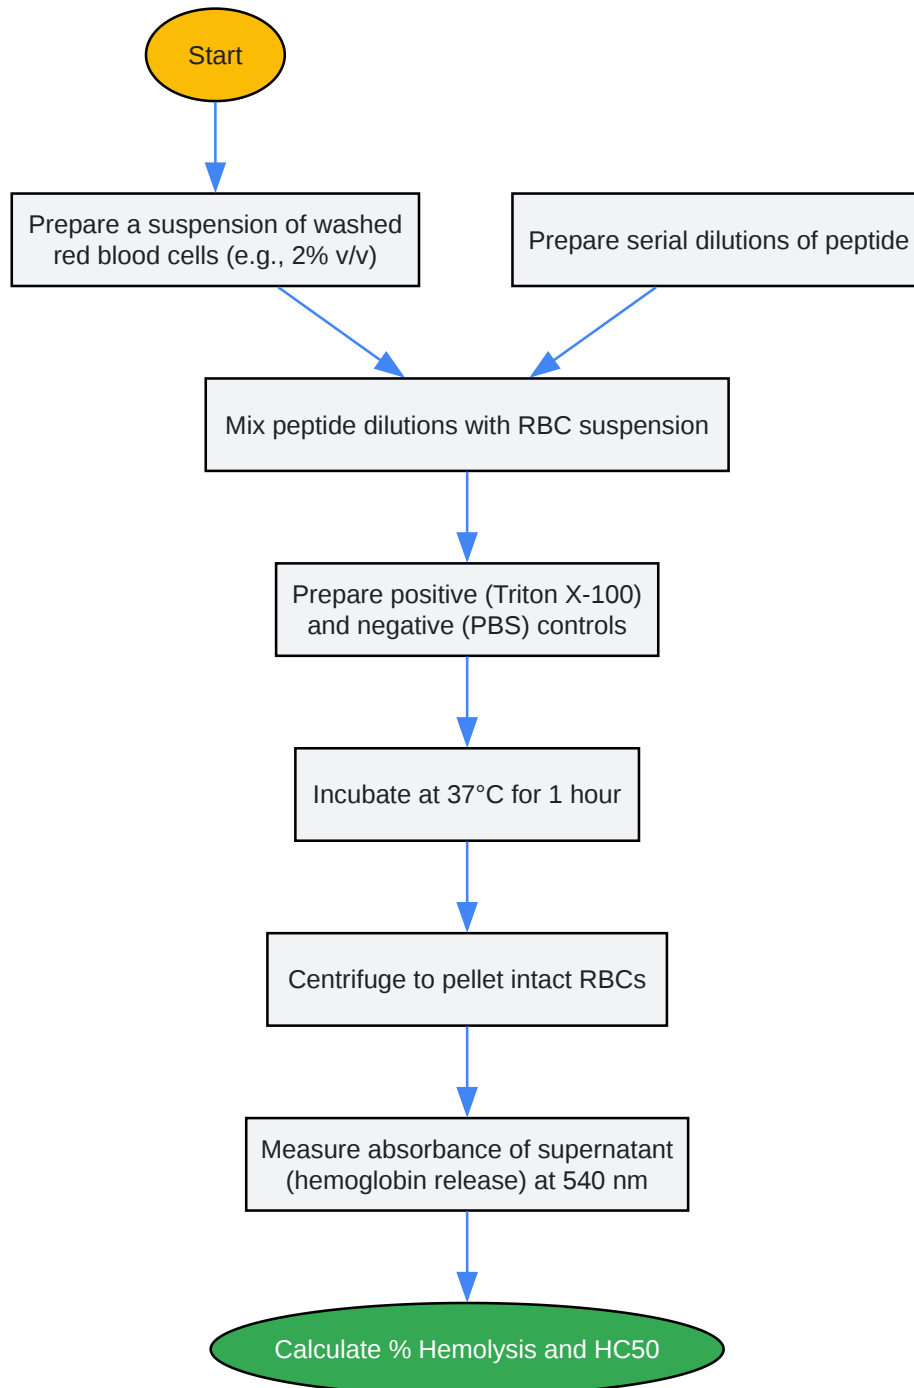 Start
Prepare a suspension of washed
red blood cells (e.g., 2% v/v)
Prepare serial dilutions of peptide
Mix peptide dilutions with RBC suspension
Prepare positive (Triton X-100)
and negative (PBS) controls
Incubate at 37°C for 1 hour
Centrifuge to pellet intact RBCs
Measure absorbance of supernatant
(hemoglobin release) at 540 nm
Calculate % Hemolysis and HC50